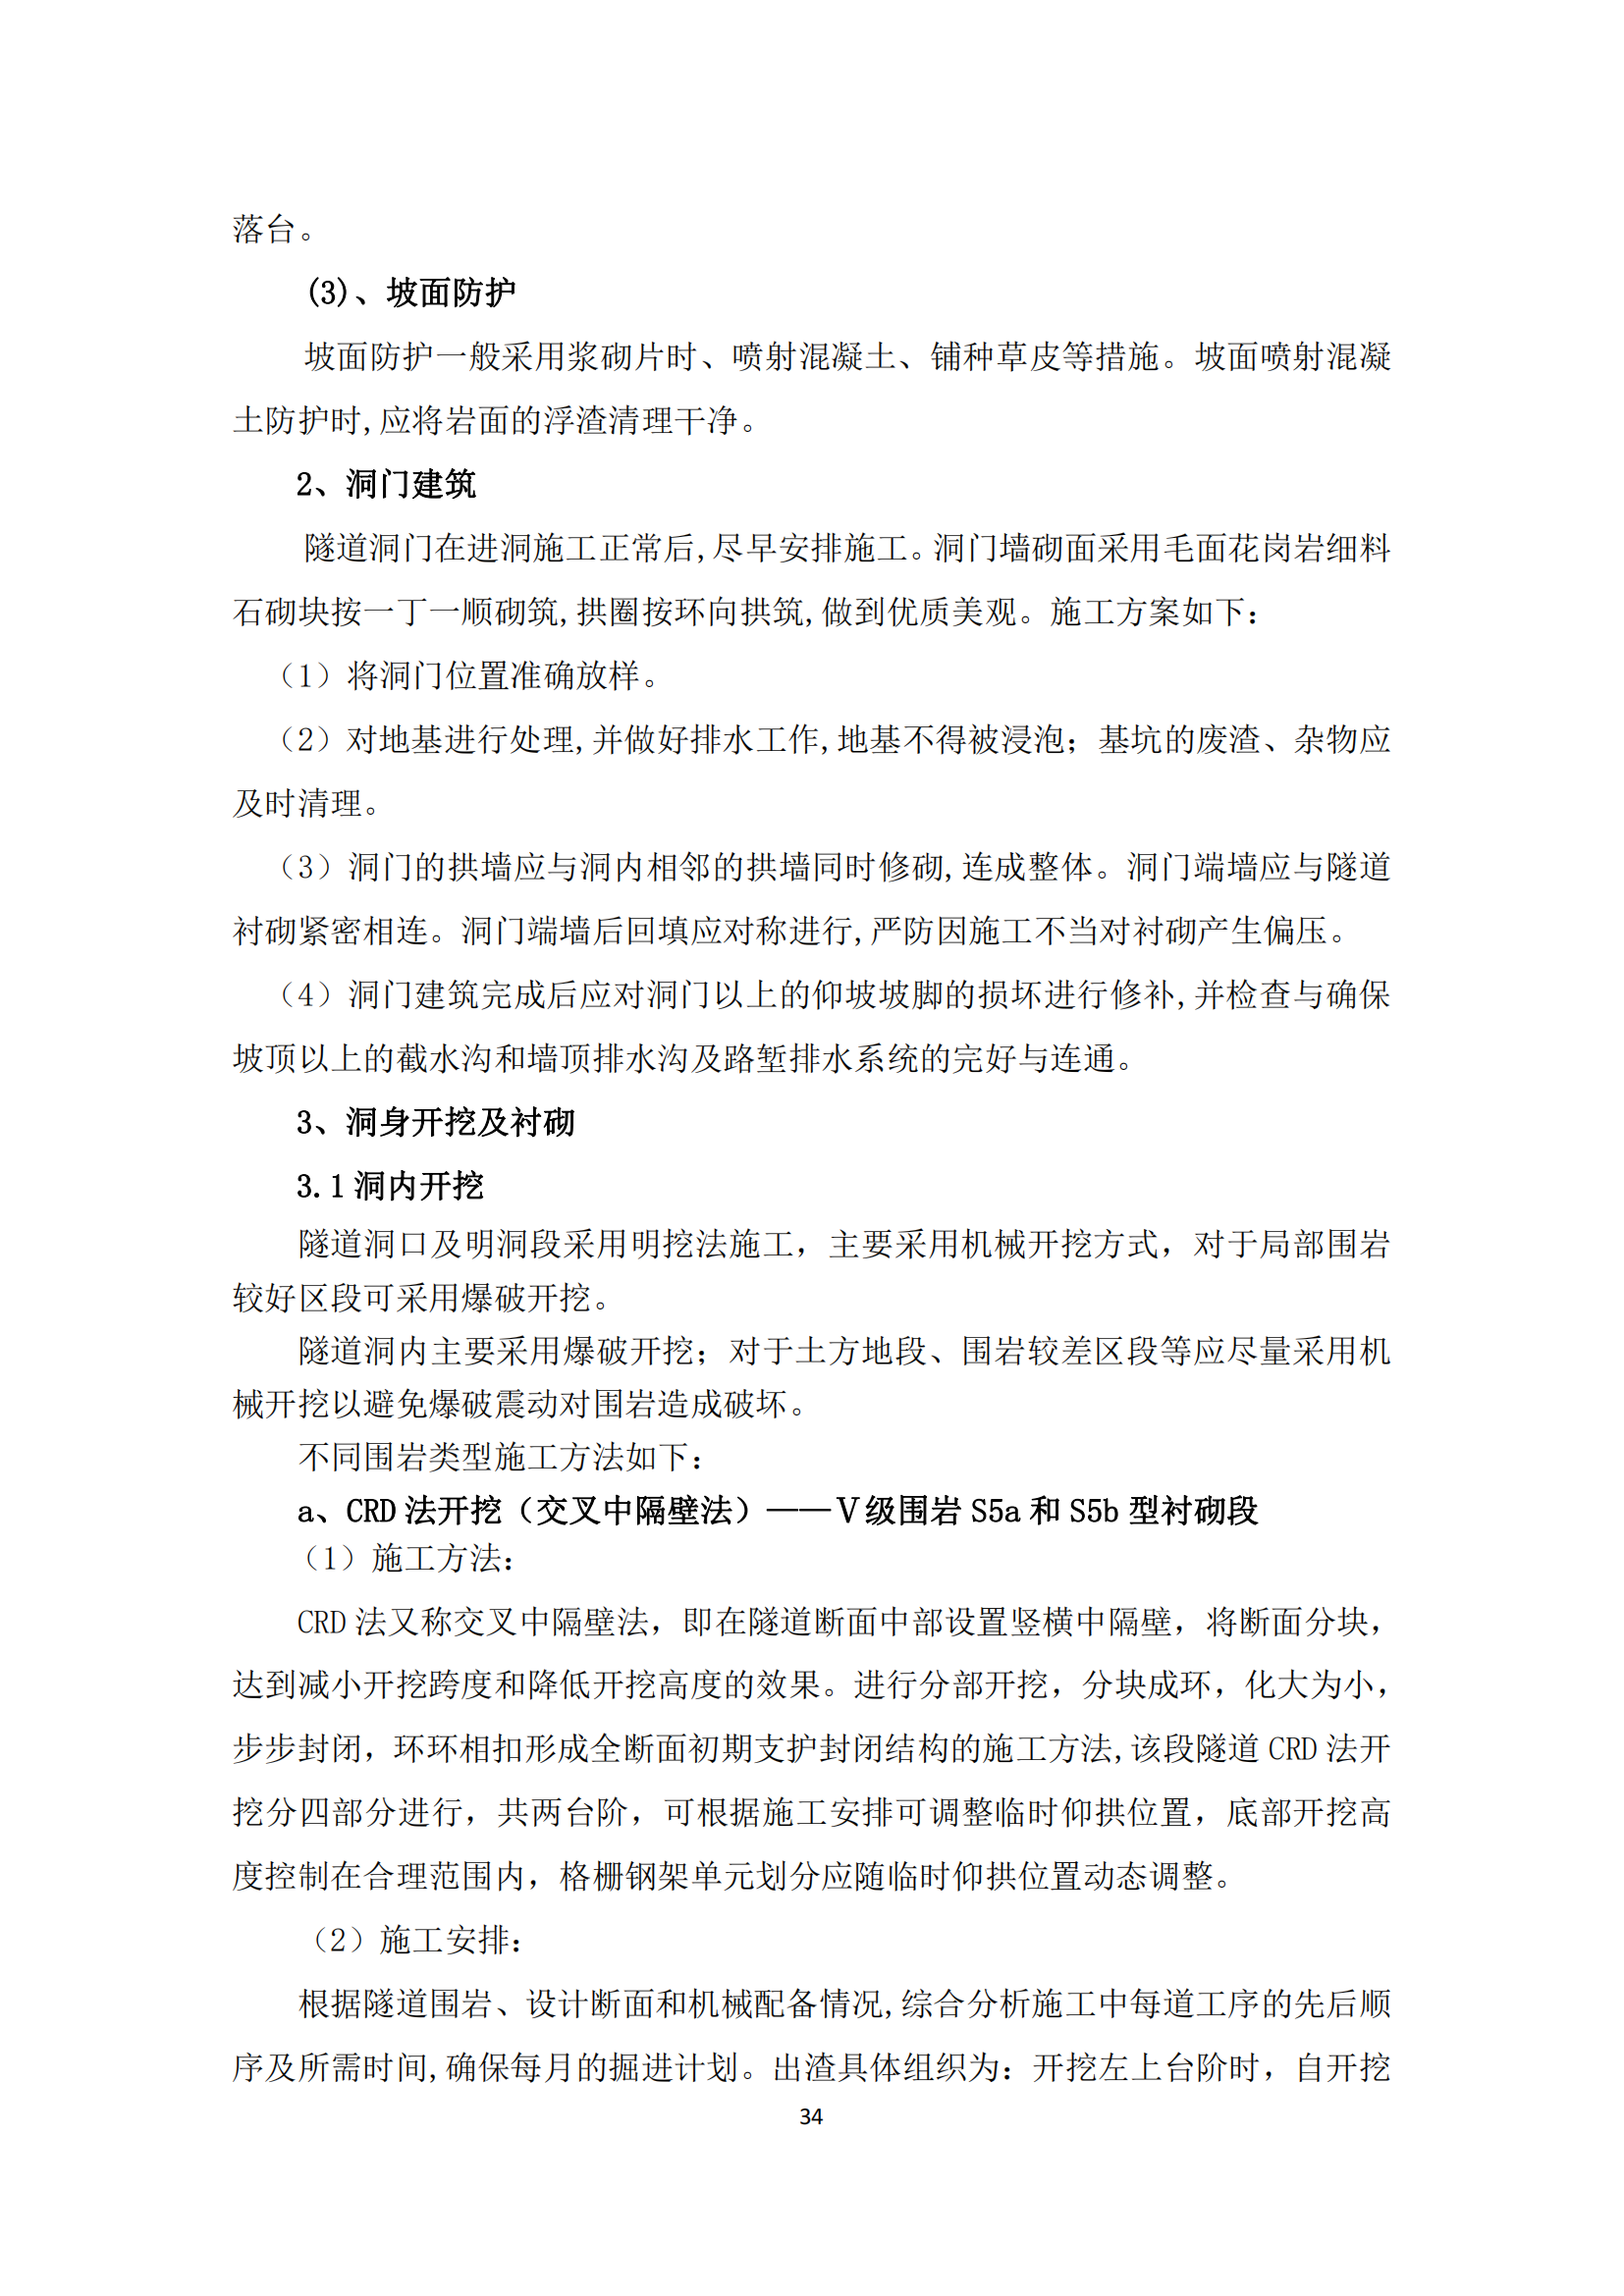 落台。
(3)、坡面防护
坡面防护一般采用浆砌片时、喷射混凝土、铺种草皮等措施。坡面喷射混凝
土防护时,应将岩面的浮渣清理干净。
2、洞门建筑
隧道洞门在进洞施工正常后,尽早安排施工。洞门墙砌面采用毛面花岗岩细料
石砌块按一丁一顺砌筑,拱圈按环向拱筑,做到优质美观。施工方案如下：
（1）将洞门位置准确放样。
（2）对地基进行处理,并做好排水工作,地基不得被浸泡；基坑的废渣、杂物应
及时清理。
（3）洞门的拱墙应与洞内相邻的拱墙同时修砌,连成整体。洞门端墙应与隧道
衬砌紧密相连。洞门端墙后回填应对称进行,严防因施工不当对衬砌产生偏压。
（4）洞门建筑完成后应对洞门以上的仰坡坡脚的损坏进行修补,并检查与确保
坡顶以上的截水沟和墙顶排水沟及路堑排水系统的完好与连通。
3、洞身开挖及衬砌
3.1 洞内开挖
隧道洞口及明洞段采用明挖法施工，主要采用机械开挖方式，对于局部围岩
较好区段可采用爆破开挖。
隧道洞内主要采用爆破开挖；对于土方地段、围岩较差区段等应尽量采用机
械开挖以避免爆破震动对围岩造成破坏。
不同围岩类型施工方法如下：
a、CRD 法开挖（交叉中隔壁法）——Ⅴ级围岩 S5a 和 S5b 型衬砌段
（1）施工方法：
CRD 法又称交叉中隔壁法，即在隧道断面中部设置竖横中隔壁，将断面分块，
达到减小开挖跨度和降低开挖高度的效果。进行分部开挖，分块成环，化大为小，
步步封闭，环环相扣形成全断面初期支护封闭结构的施工方法,该段隧道 CRD 法开
挖分四部分进行，共两台阶，可根据施工安排可调整临时仰拱位置，底部开挖高
度控制在合理范围内，格栅钢架单元划分应随临时仰拱位置动态调整。
（2）施工安排：
根据隧道围岩、设计断面和机械配备情况,综合分析施工中每道工序的先后顺
序及所需时间,确保每月的掘进计划。出渣具体组织为：开挖左上台阶时，自开挖
34